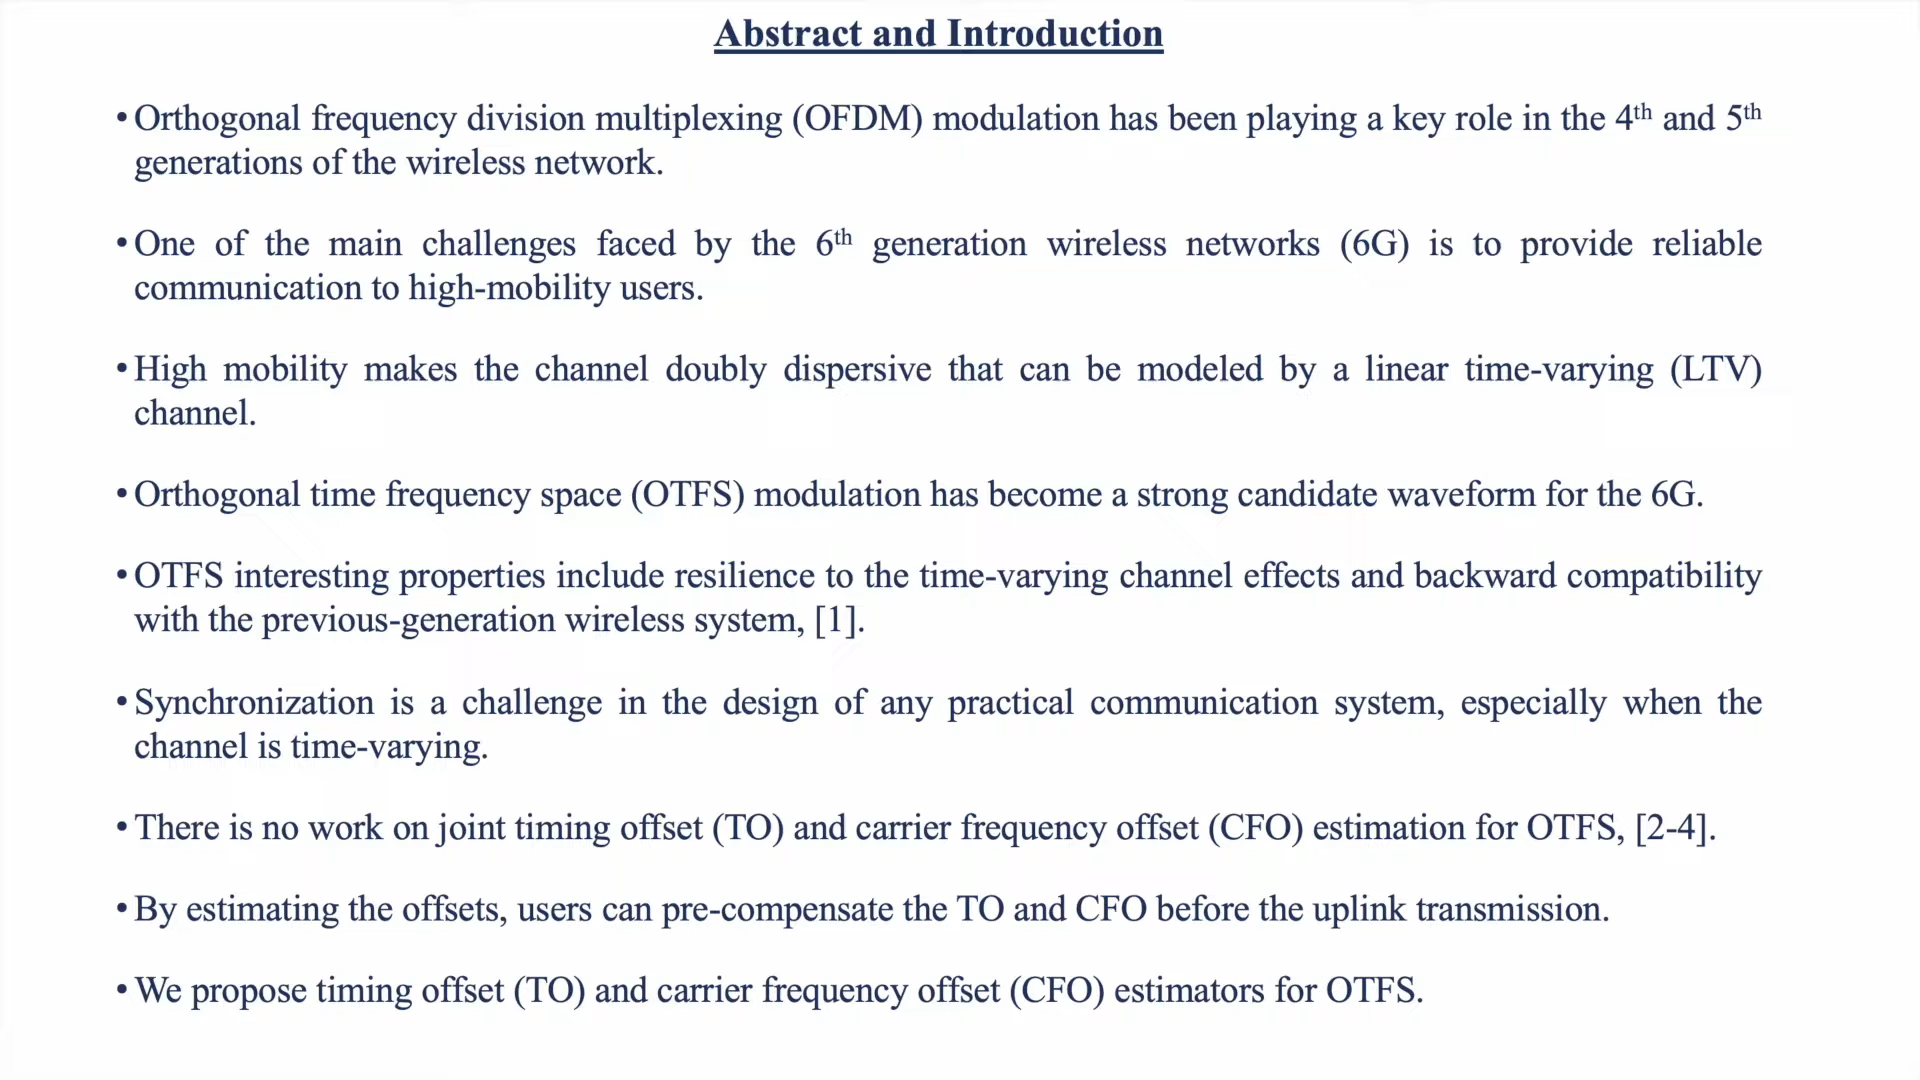 Abstract and Introduction
• Orthogonal frequency division multiplexing (OFDM) modulation has been playing a key role in the 4th and 5th
generations of the wireless network.
• One of the main challenges faced by the 6th generation wireless networks (6G) is to provide reliable
communication to high-mobility users.
• High mobility makes the channel doubly dispersive that can be modeled by a linear time-varying (LTV)
channel.
• Orthogonal time frequency space (OTFS) modulation has become a strong candidate waveform for the 6G.
• OTFS interesting properties include resilience to the time-varying channel effects and backward compatibility
with the previous-generation wireless system, [1].
• Synchronization is a challenge in the design of any practical communication system, especially when the
channel is time-varying.
• There is no work on joint timing offset (TO) and carrier frequency offset (CFO) estimation for OTFS, [2-4].
• By estimating the offsets, users can pre-compensate the TO and CFO before the uplink transmission.
• We propose timing offset (TO) and carrier frequency offset (CFO) estimators for OTFS.